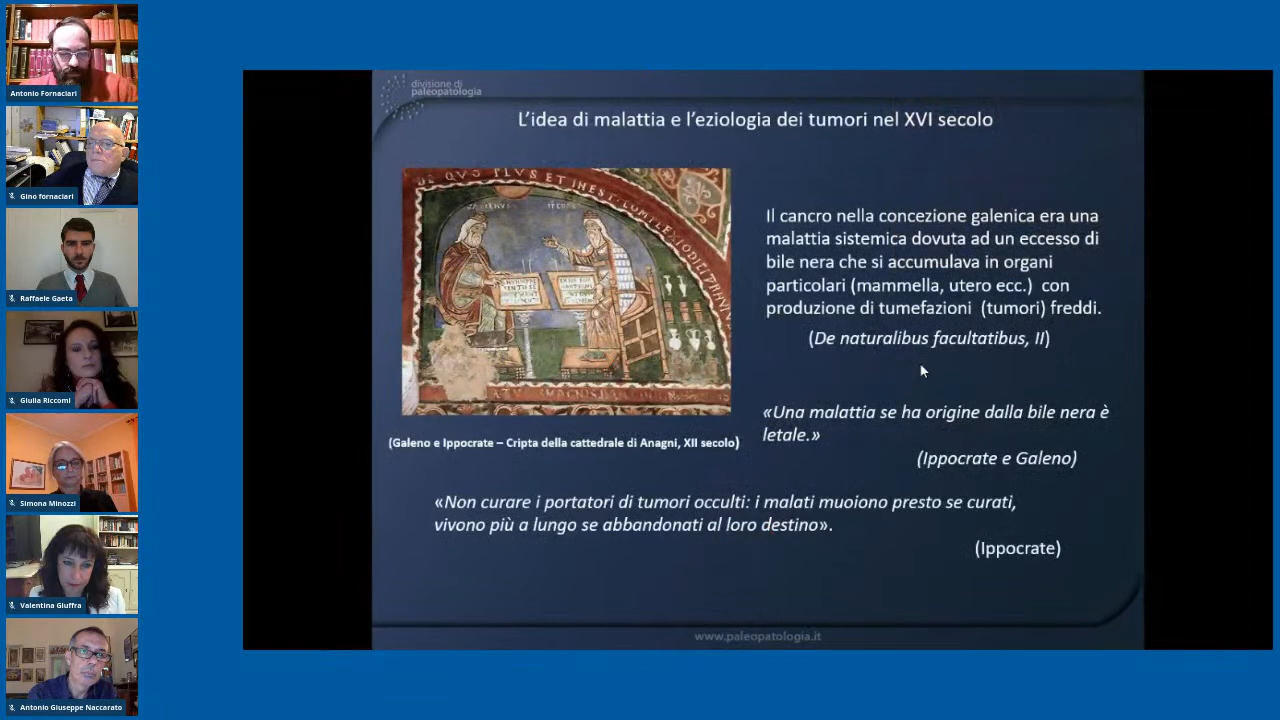 Antonio Fornaciari
Gino fornaciari
Raffaele Gaeta
Giulia Riccomi
Simona Minozzi
Valentina Giuffra
Antonio Giuseppe Naccarato
divisione di
paleopatologia
L'idea di malattia e l'eziologia dei tumori nel XVI secolo
DE QVO PLVS ET INEST
(Galeno e Ippocrate – Cripta della cattedrale di Anagni, XII secolo)
Il cancro nella concezione galenica era una
malattia sistemica dovuta ad un eccesso di
bile nera che si accumulava in organi
particolari (mammella, utero ecc.) con
produzione di tumefazioni (tumori) freddi.
(De naturalibus facultatibus, II)
«Una malattia se ha origine dalla bile nera è
letale.»
(Ippocrate e Galeno)
«Non curare i portatori di tumori occulti: i malati muoiono presto se curati,
vivono più a lungo se abbandonati al loro destino».
(Ippocrate)
www.paleopatologia.it